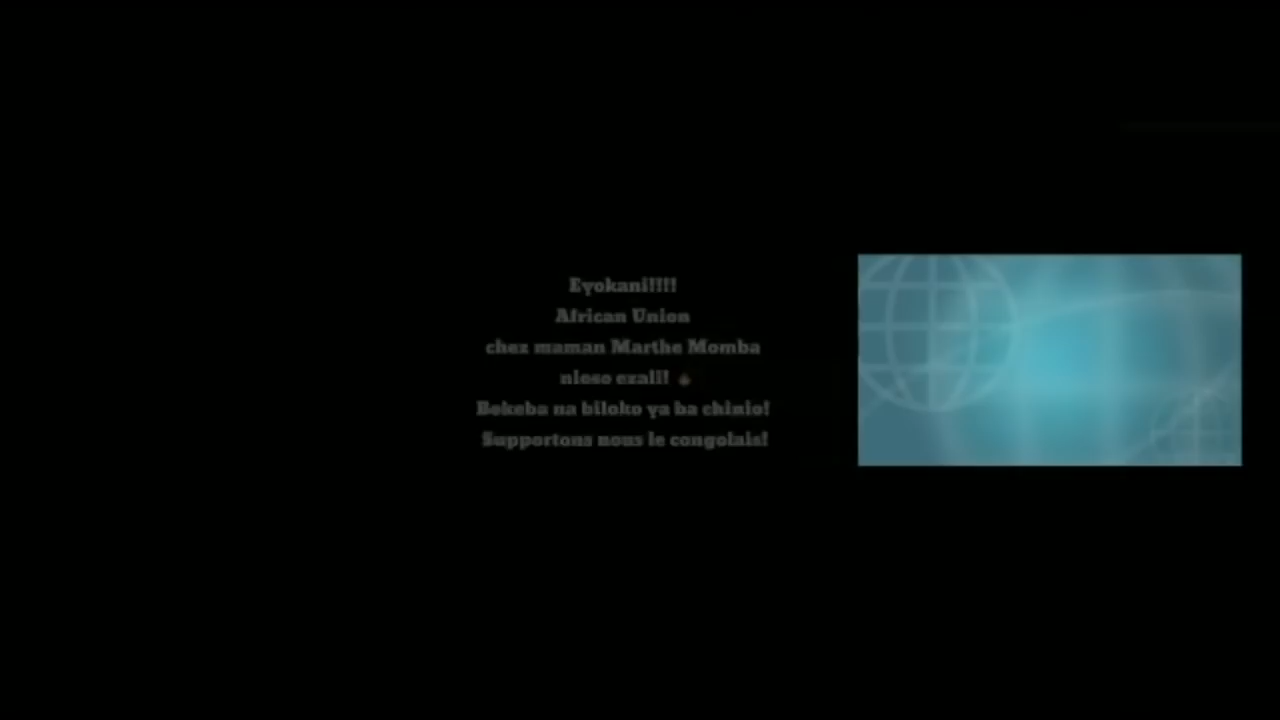 Eyokani!!!!
African Union
chez maman Marthe Momba
nioso ezali!
Bokeba na biloko ya ba chinio!
Supportons nous le congolais!